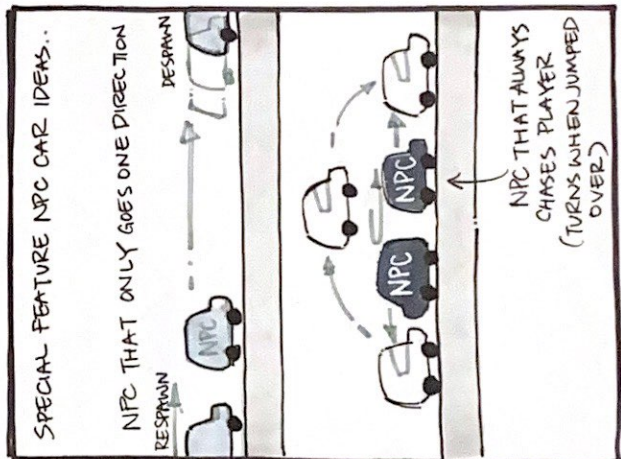 SPECIAL FEATURE NPC CAR IDEAS..
NPC THAT ONLY GOES ONE DIRECTION
RESPAWN
DESPAWN
NPC
NPC
NPC
NPC THAT ALWAYS
CHASES PLAYER
(TURNS WHEN JUMPED
OVER)